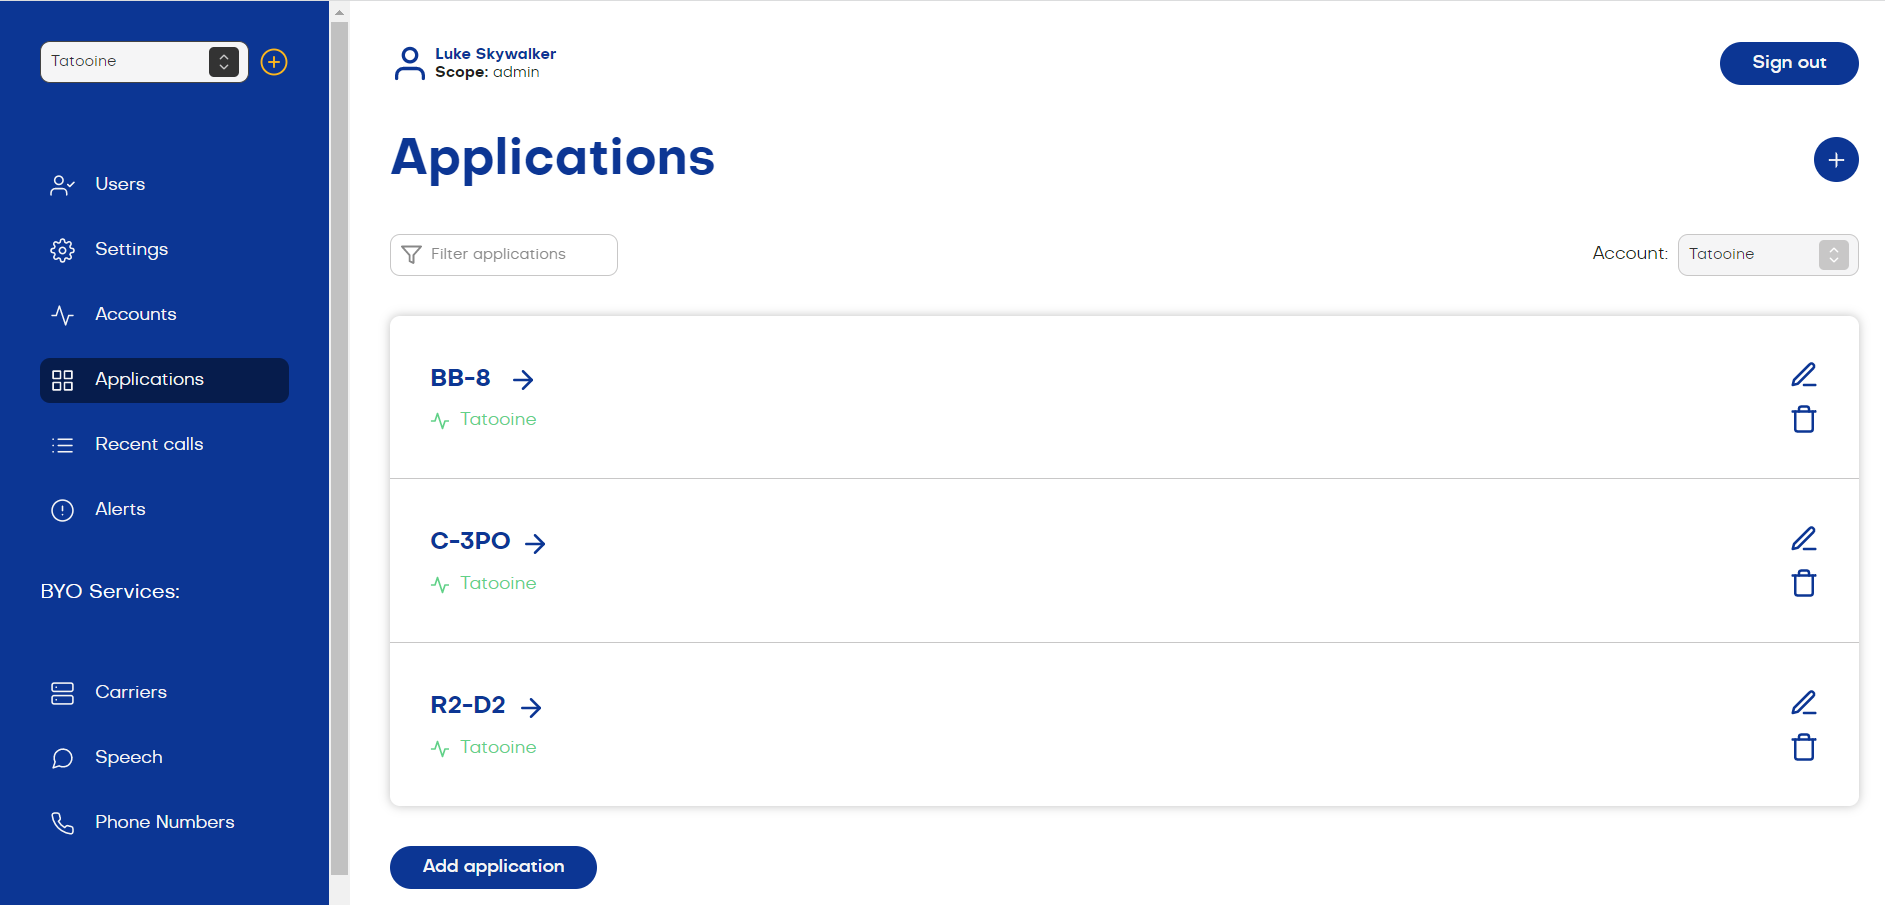 Tatooine
Users
Settings
Accounts
Applications
Recent calls
Alerts
BYO Services:
Carriers
Speech
Phone Numbers
Luke Skywalker
Scope: admin
Sign out
Applications
Filter applications
Account: Tatooine
BB-8
Tatooine
C-3PO
Tatooine
R2-D2
Tatooine
Add application